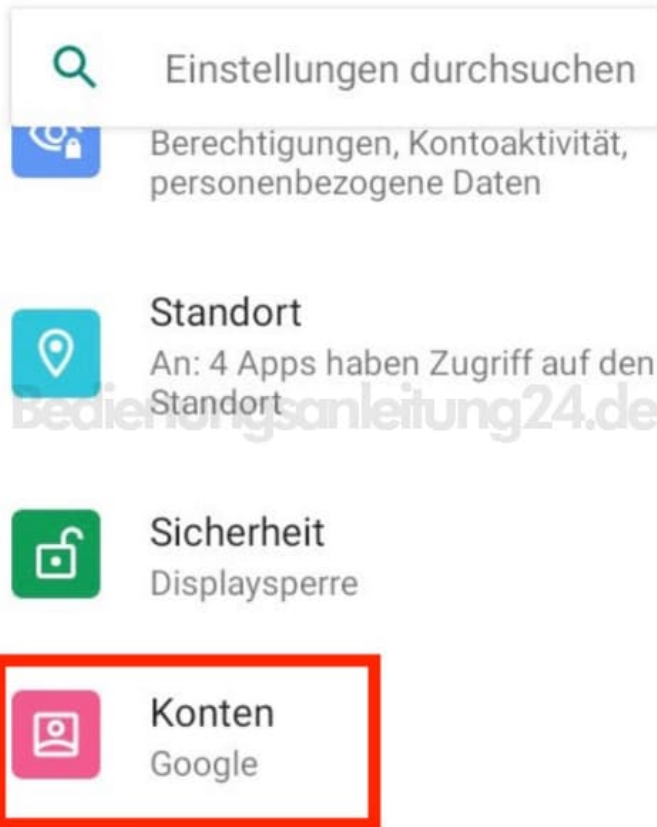 Einstellungen durchsuchen
Berechtigungen, Kontoaktivität,
personenbezogene Daten
Standort
An: 4 Apps haben Zugriff auf den
Standort
Bedienungsanleitung24.de
Sicherheit
Displaysperre
Konten
Google